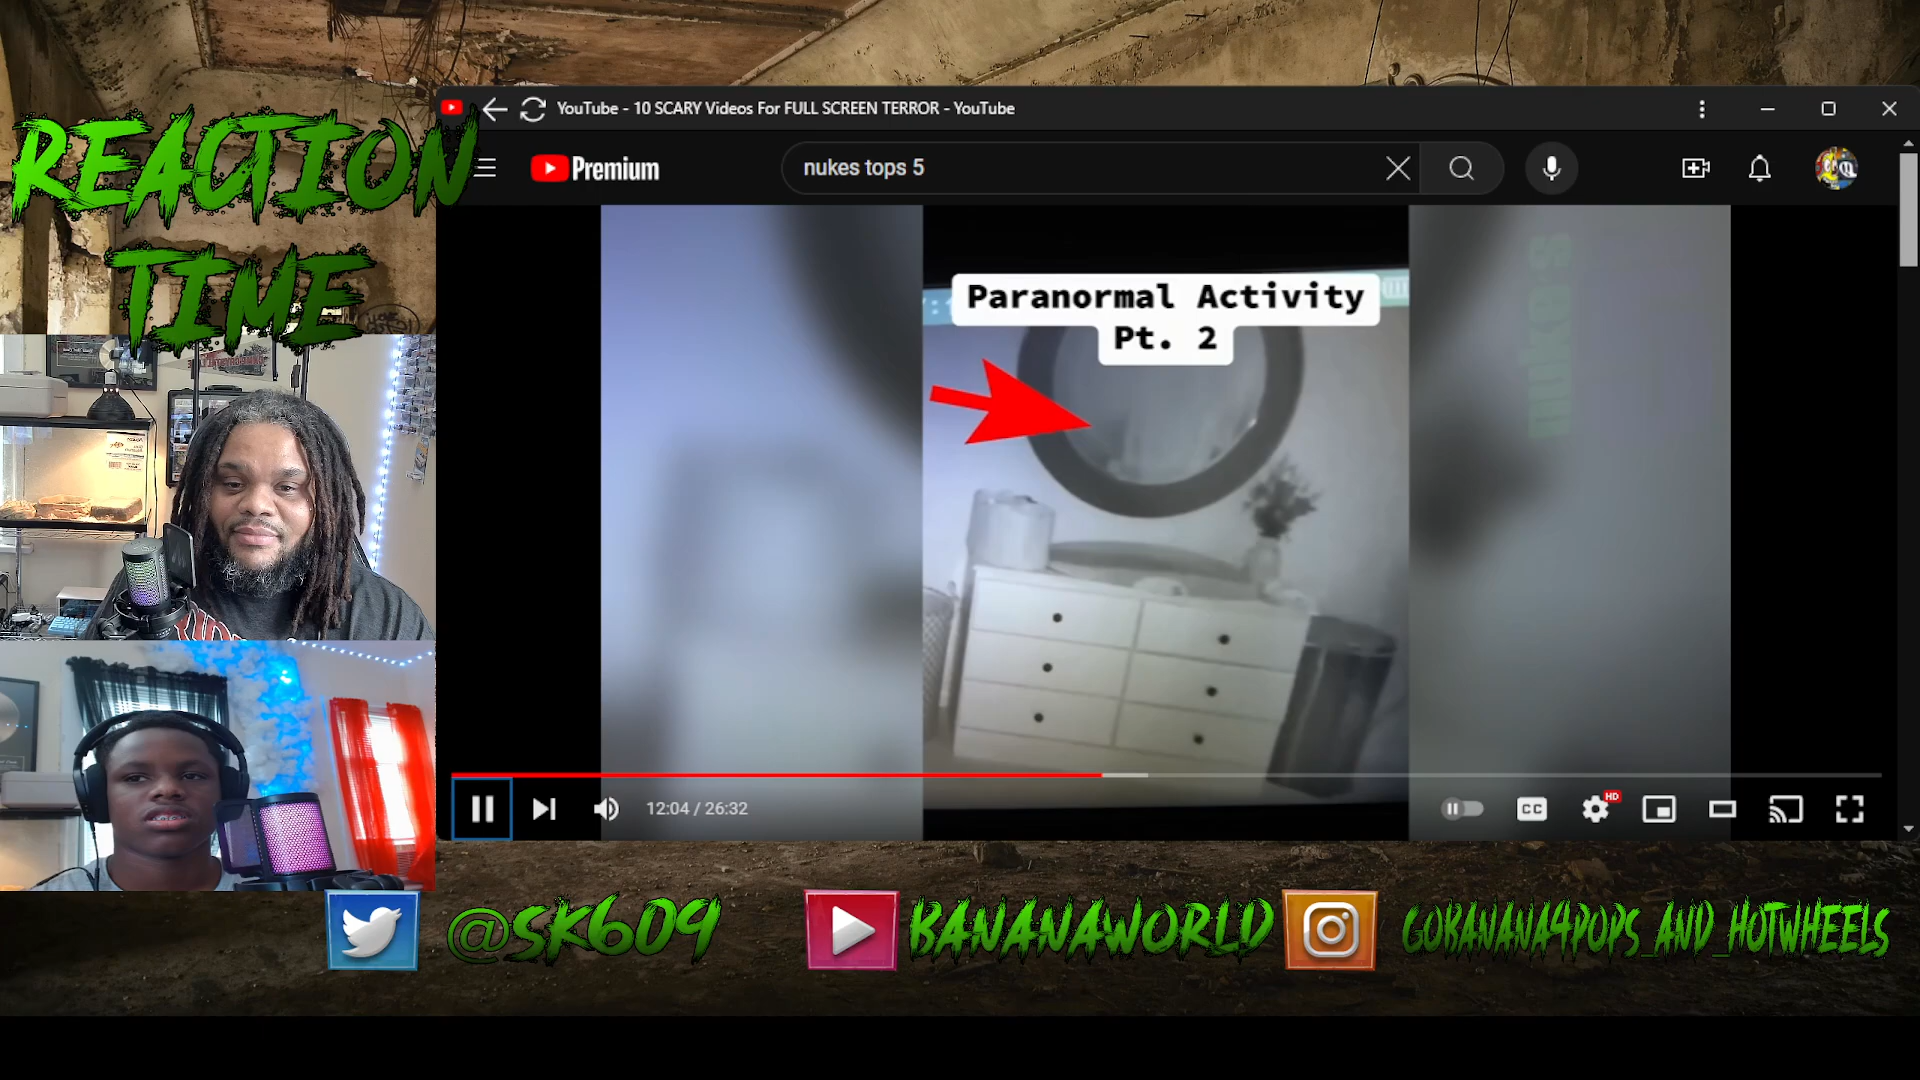 REACTION
TIME
YouTube - 10 SCARY Videos For FULL SCREEN TERROR - YouTube
Premium
nukes tops 5
Paranormal Activity
Pt. 2
nukes
12:04 / 26:32
CC
HD
@SK609
BANANAWORLD
GOBANANA4POPS_AND_HOTWHEELS